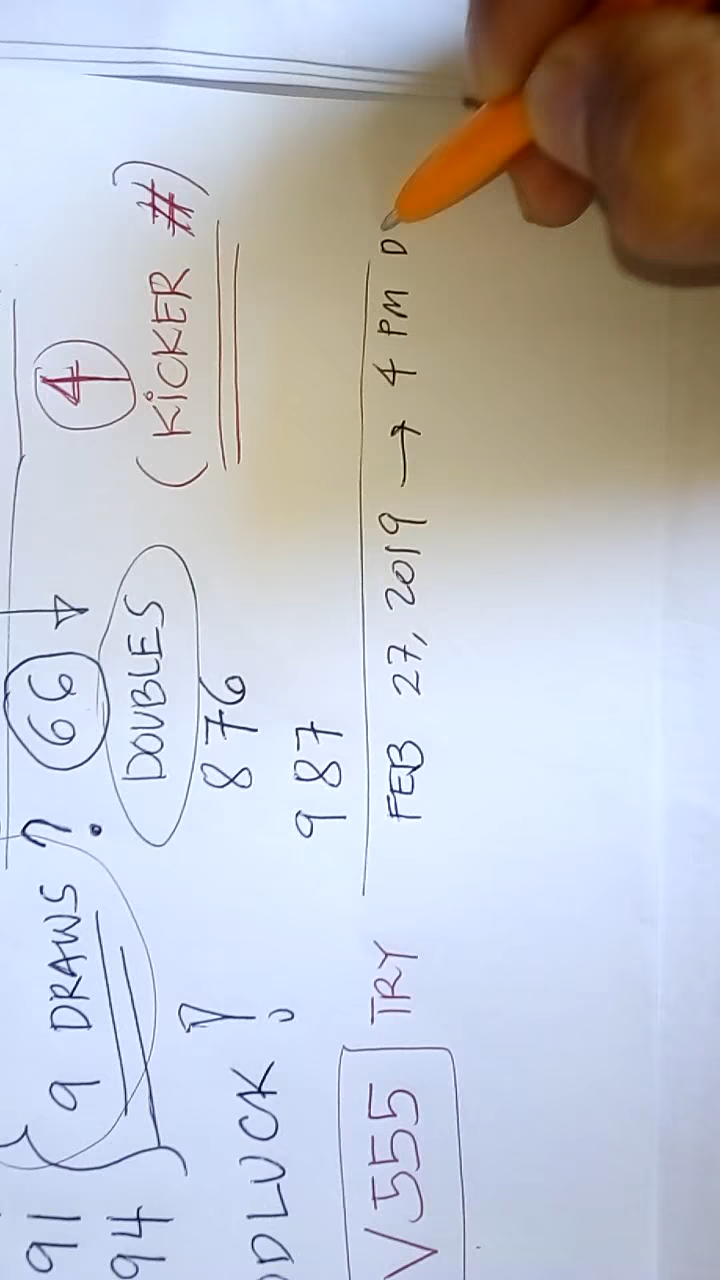 91
94
9 DRAWS ?
66
4
DOUBLES
(KiCKER #)
876
987
DLUCK !
V555 TRY
FEB 27, 2019 → 4 PM D